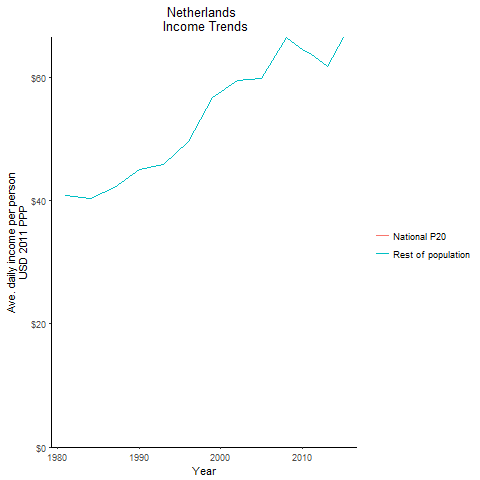 Netherlands
Income Trends
Ave. daily income per person
USD 2011 PPP
$60
$40
$20
$0
1980 1990 2000 2010
Year
National P20
Rest of population